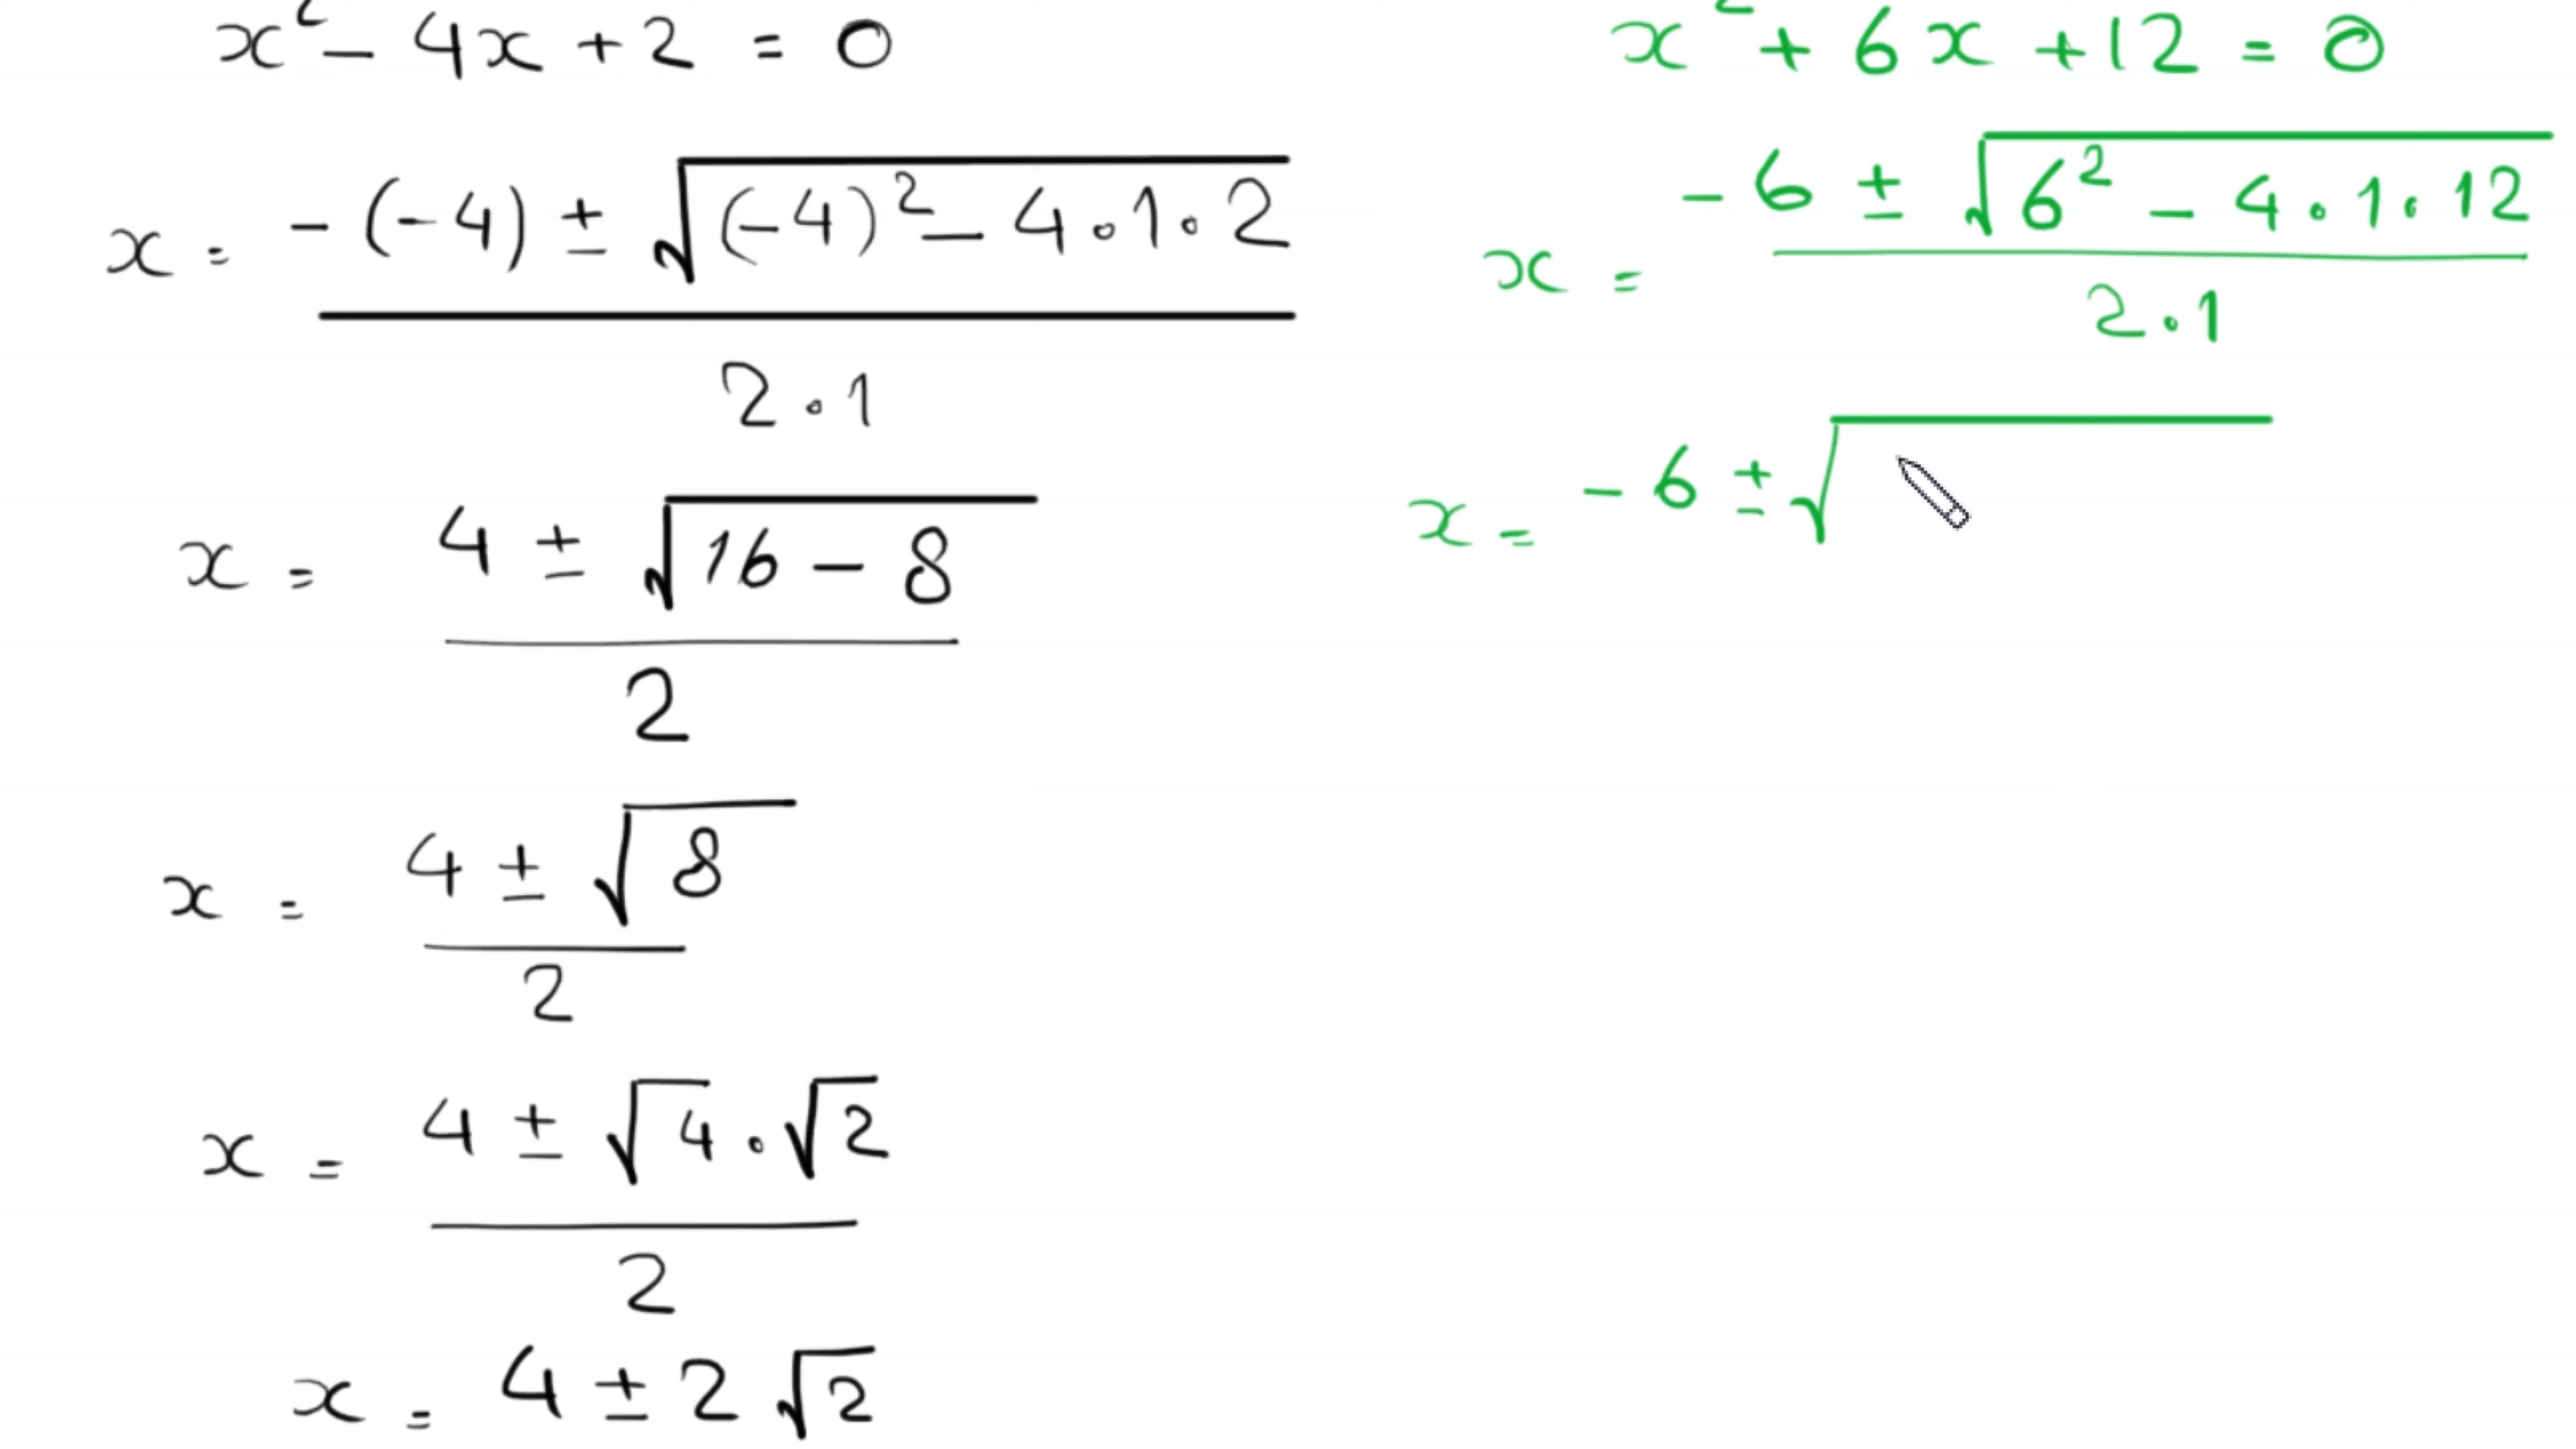 x² - 4x + 2 = 0
x = -(-4) ± √((-4)² - 4·1·2)
2·1
x = 4 ± √(16 - 8)
2
x = 4 ± √8
2
x = 4 ± √4 · √2
2
x = 4 ± 2√2
x² + 6x + 12 = 0
x = -6 ± √(6² - 4·1·12)
2·1
x = -6 ± √